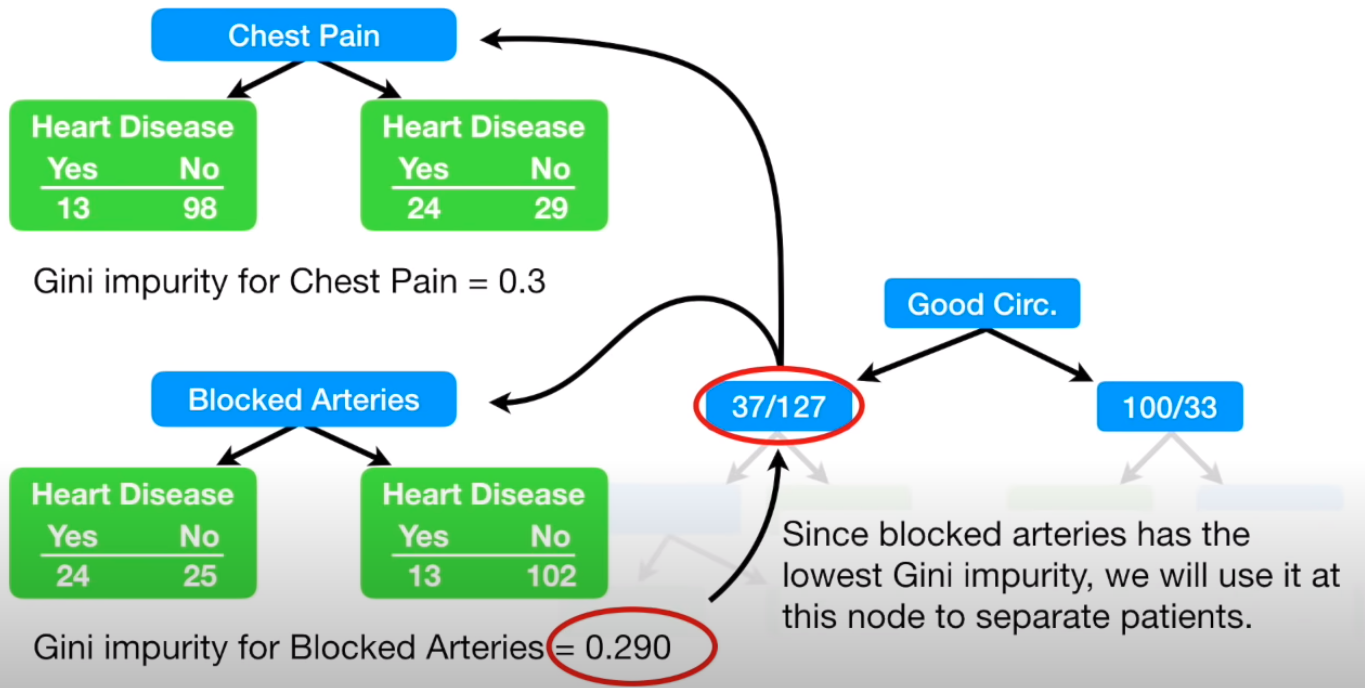 Chest Pain
Heart Disease
Yes No
13 98
Heart Disease
Yes No
24 29
Gini impurity for Chest Pain = 0.3
Good Circ.
37/127
100/33
Blocked Arteries
Heart Disease
Yes No
24 25
Heart Disease
Yes No
13 102
Gini impurity for Blocked Arteries = 0.290
Since blocked arteries has the
lowest Gini impurity, we will use it at
this node to separate patients.